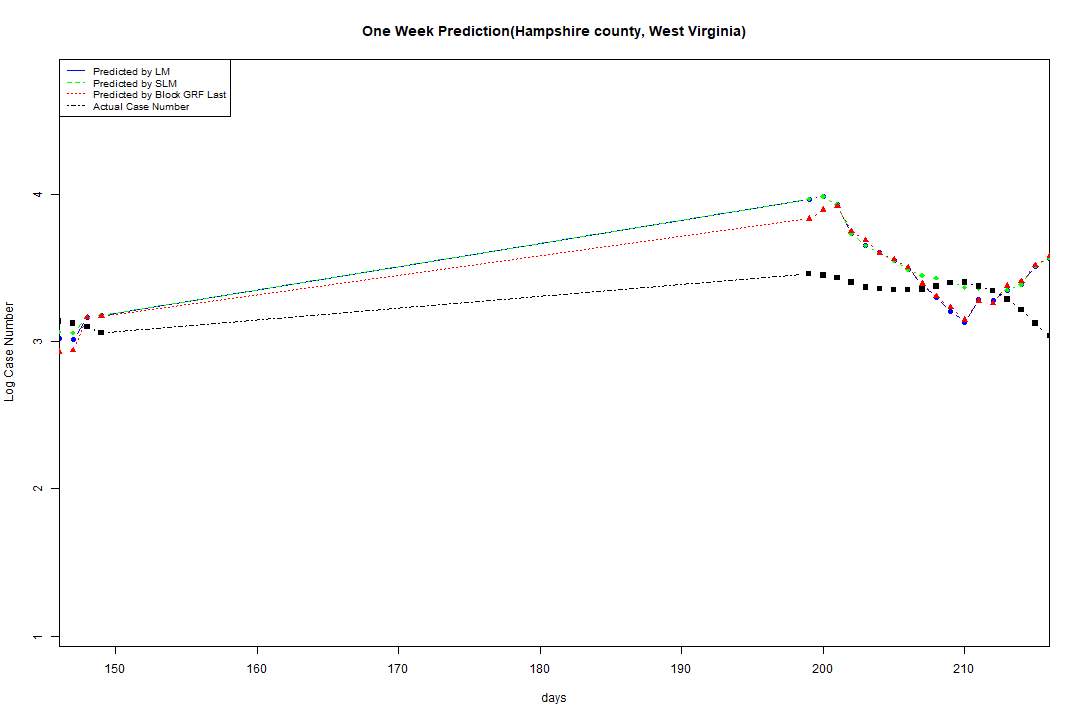 One Week Prediction(Hampshire county, West Virginia)
Predicted by LM
Predicted by SLM
Predicted by Block GRF Last
Actual Case Number
Log Case Number
4
3
2
1
150 160 170 180 190 200 210
days